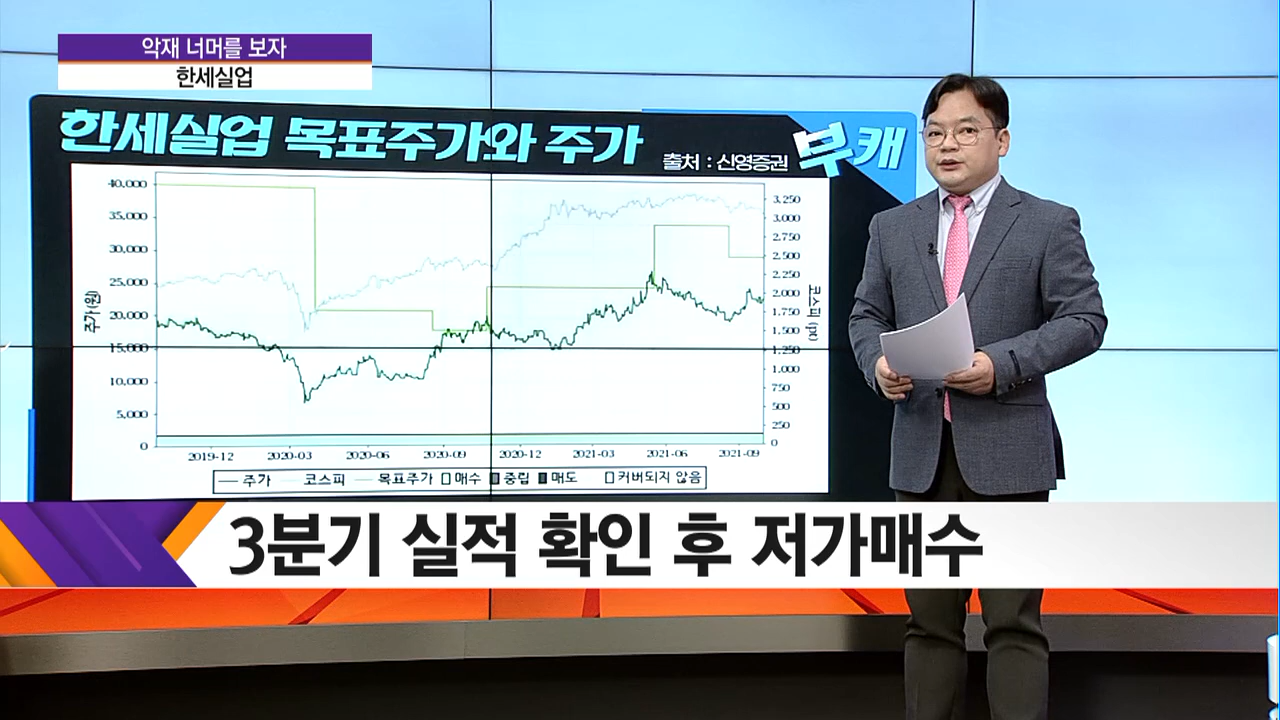 악재 너머를 보자
한세실업
한세실업 목표주가와 주가
출처 : 신영증권
부캐
40,000
35,000
30,000
25,000
20,000
15,000
10,000
5,000
0
주가(원)
3,250
3,000
2,750
2,500
2,250
2,000
1,750
1,500
1,250
1,000
750
500
250
0
코스피 (pt)
2019-12 2020-03 2020-06 2020-09 2020-12 2021-03 2021-06 2021-09
주가 코스피 목표주가 매수 중립 매도 커버되지 않음
3분기 실적 확인 후 저가매수